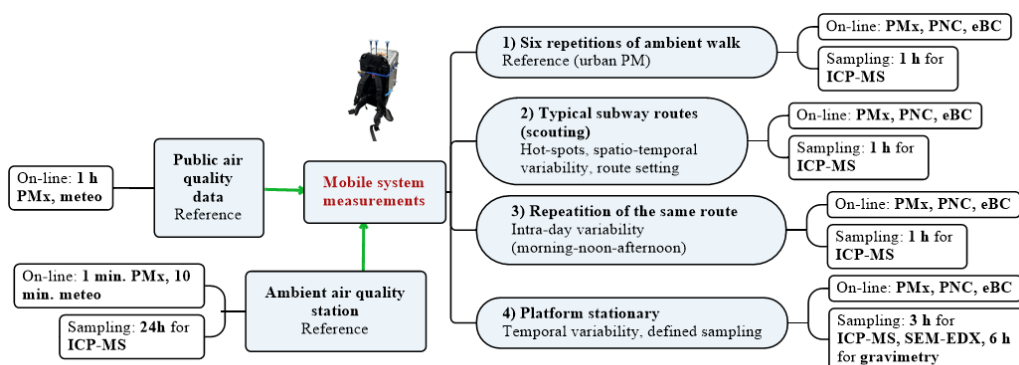 On-line: 1 h
PMx, meteo
Public air
quality
data
Reference
On-line: 1 min. PMx, 10
min. meteo
Sampling: 24h for
ICP-MS
Ambient air quality
station
Reference
Mobile system
measurements
1) Six repetitions of ambient walk
Reference (urban PM)
On-line: PMx, PNC, eBC
Sampling: 1 h for
ICP-MS
2) Typical subway routes
(scouting)
Hot-spots, spatio-temporal
variability, route setting
On-line: PMx, PNC, eBC
Sampling: 1 h for
ICP-MS
3) Repeatition of the same route
Intra-day variability
(morning-noon-afternoon)
On-line: PMx, PNC, eBC
Sampling: 1 h for
ICP-MS
4) Platform stationary
Temporal variability, defined sampling
On-line: PMx, PNC, eBC
Sampling: 3 h for
ICP-MS, SEM-EDX, 6 h
for gravimetry